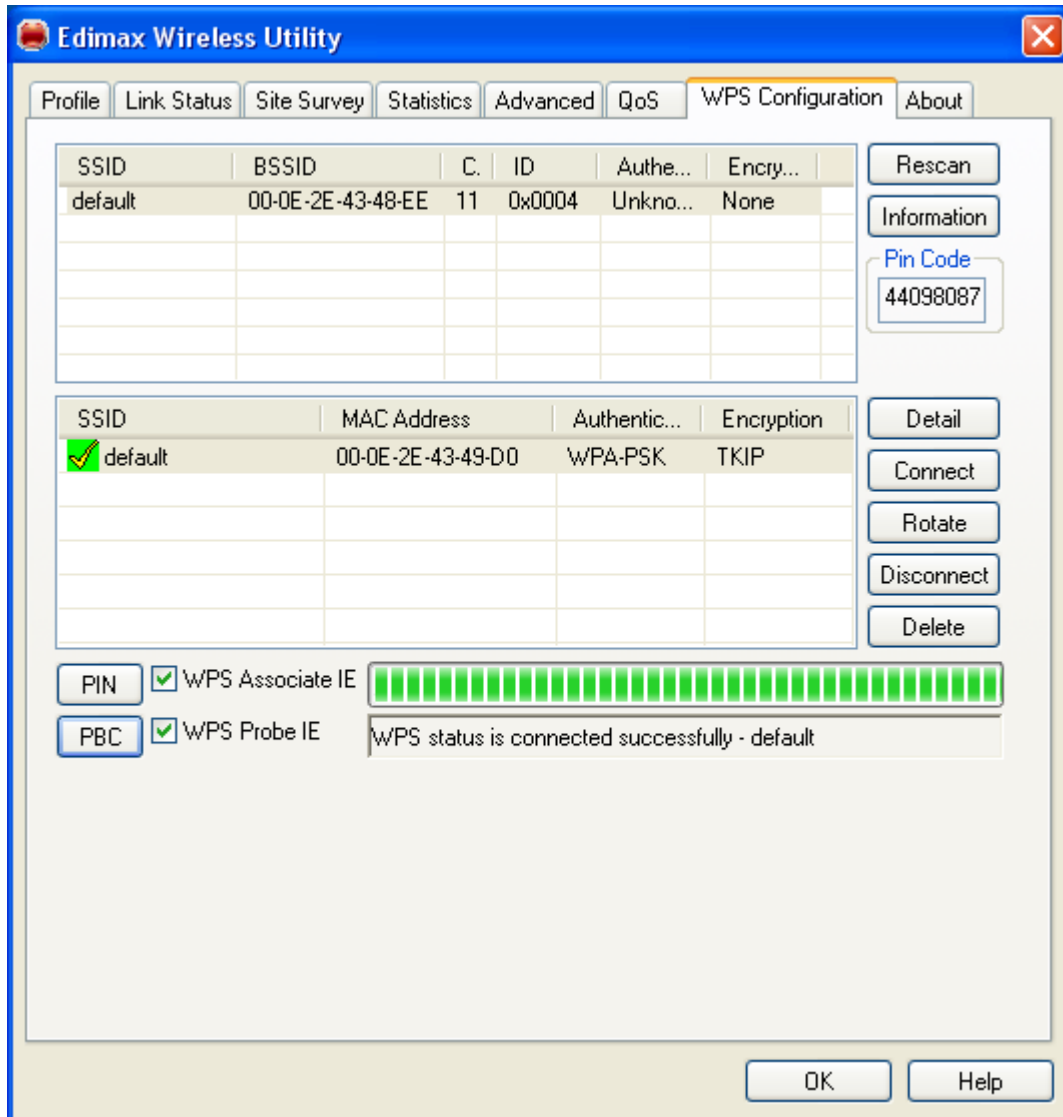 Edimax Wireless Utility
Profile Link Status Site Survey Statistics Advanced QoS WPS Configuration About
SSID BSSID C. ID Authe... Encry... Rescan
default 00-0E-2E-43-48-EE 11 0x0004 Unkno... None
Information
Pin Code
44098087
SSID MAC Address Authentic... Encryption Detail
default 00-0E-2E-43-49-D0 WPA-PSK TKIP
Connect
Rotate
Disconnect
Delete
PIN WPS Associate IE
PBC WPS Probe IE WPS status is connected successfully - default
OK Help